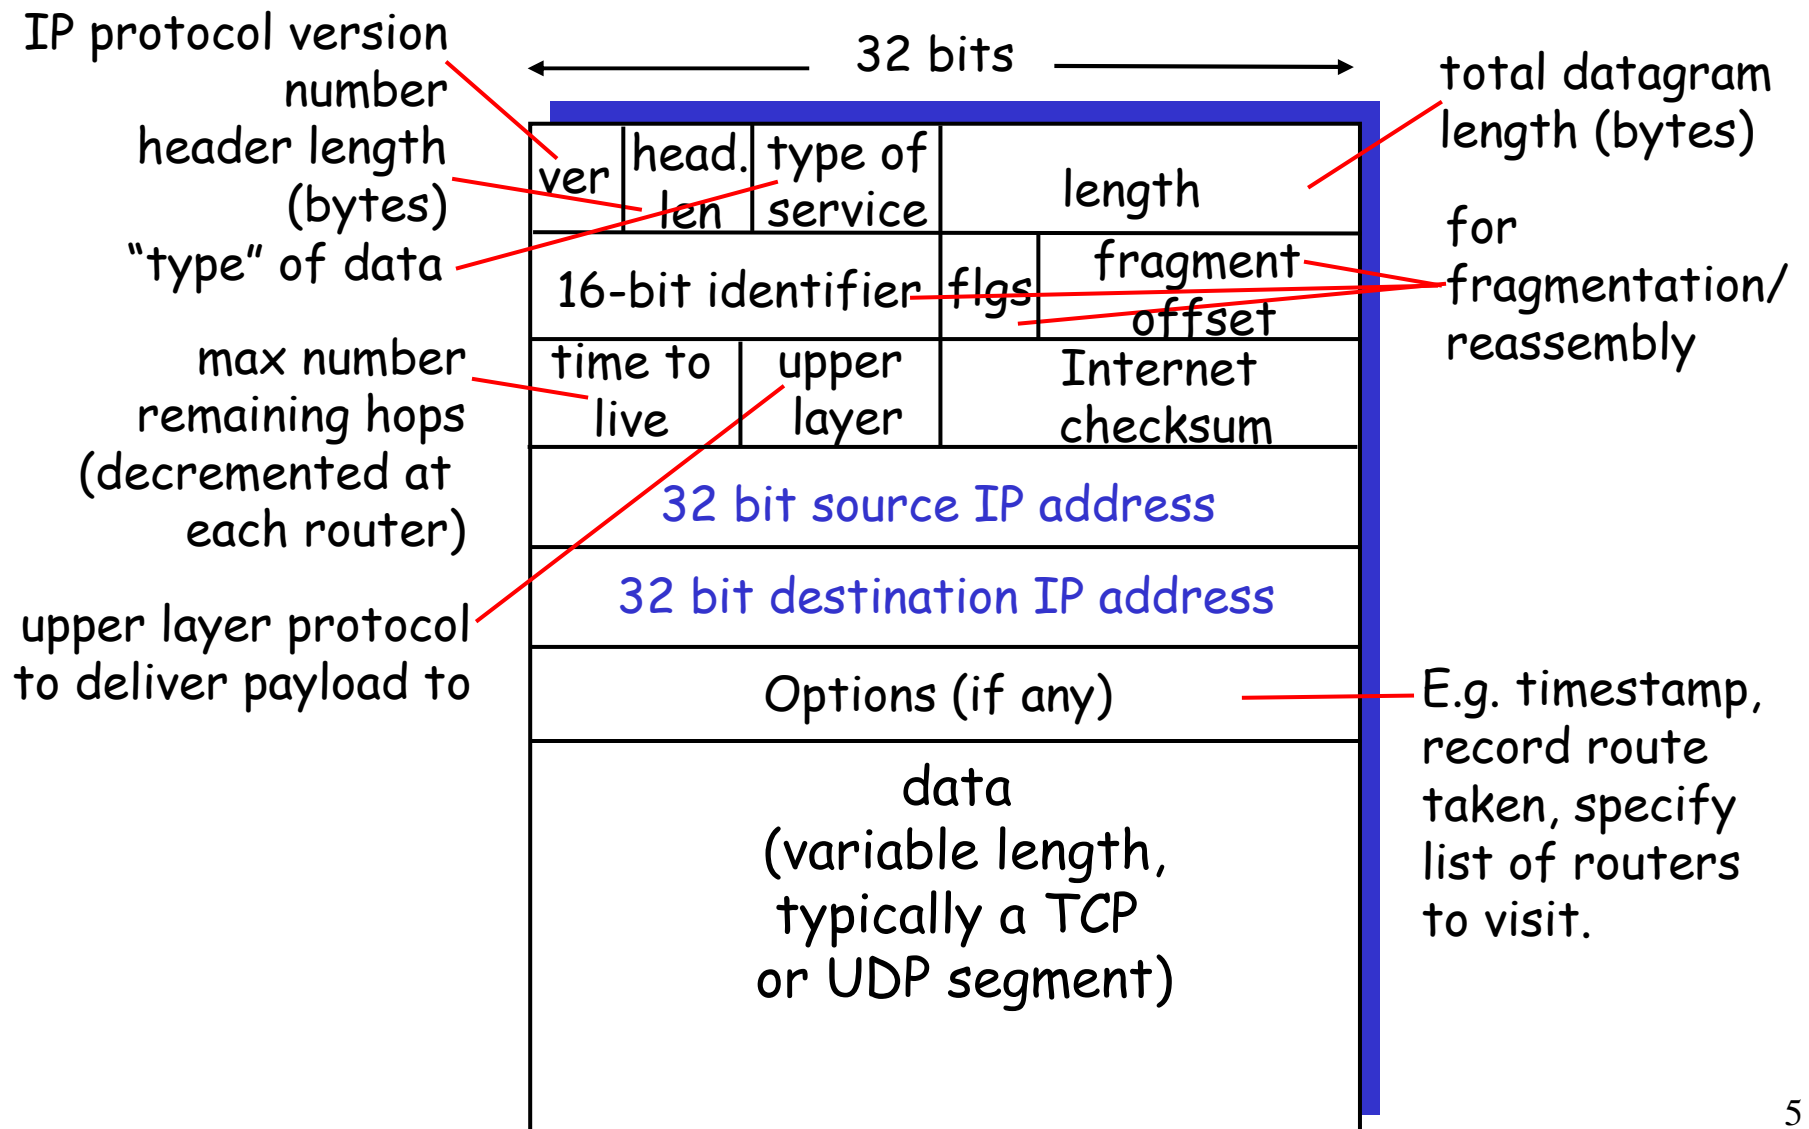 IP protocol version
number
header length
(bytes)
“type” of data
max number
remaining hops
(decremented at
each router)
upper layer protocol
to deliver payload to
32 bits
ver
head.
len
type of
service
length
16-bit identifier
flgs
fragment
offset
time to
live
upper
layer
Internet
checksum
32 bit source IP address
32 bit destination IP address
Options (if any)
data
(variable length,
typically a TCP
or UDP segment)
total datagram
length (bytes)
for
fragmentation/
reassembly
E.g. timestamp,
record route
taken, specify
list of routers
to visit.
5